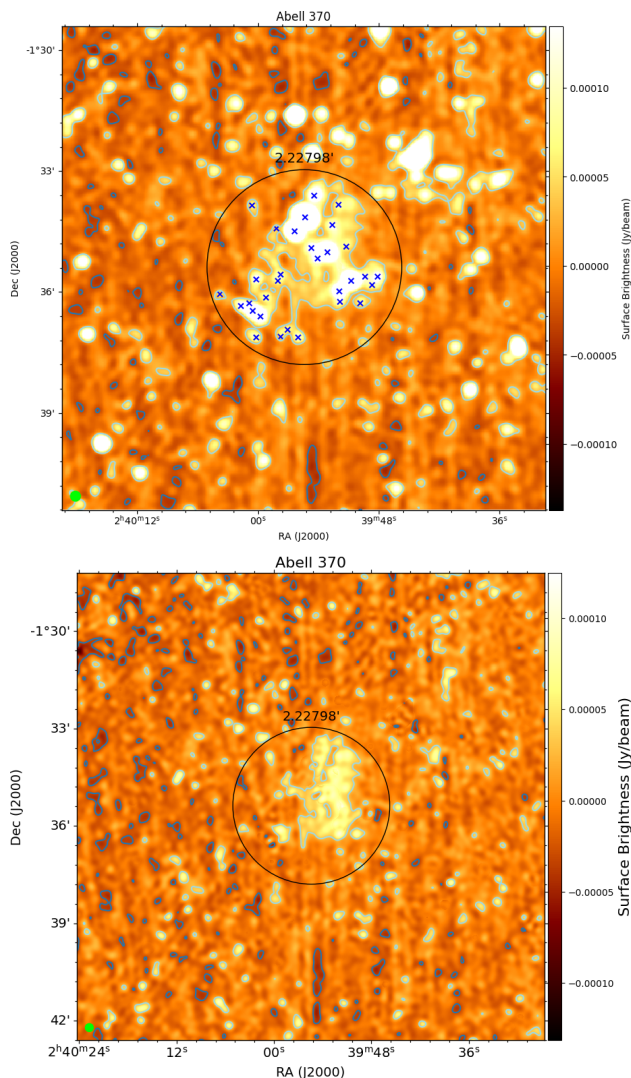 Abell 370
-1°30'
33'
36'
39'
Dec (J2000)
2.22798'
2ʰ40ᵐ12ˢ
00ˢ
39ᵐ48ˢ
36ˢ
RA (J2000)
0.00010
0.00005
0.00000
−0.00005
−0.00010
Surface Brightness (Jy/beam)
Abell 370
-1°30'
33'
36'
39'
42'
Dec (J2000)
2.22798'
2ʰ40ᵐ24ˢ
12ˢ
00ˢ
39ᵐ48ˢ
36ˢ
RA (J2000)
0.00010
0.00005
0.00000
−0.00005
−0.00010
Surface Brightness (Jy/beam)